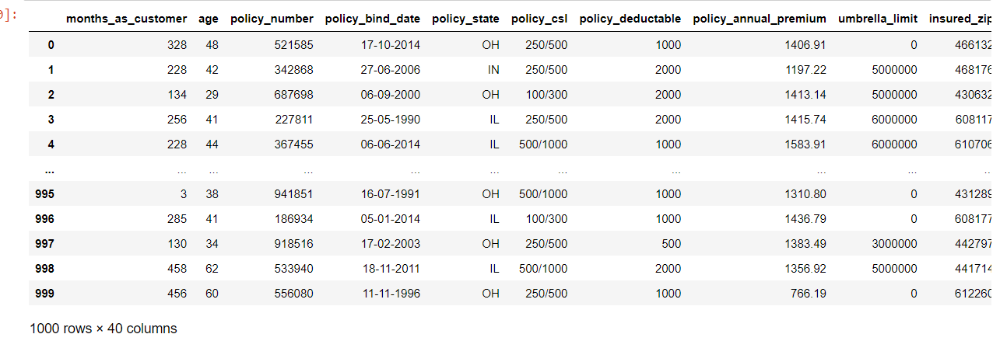 ]:
months_as_customer age policy_number policy_bind_date policy_state policy_csl policy_deductable policy_annual_premium umbrella_limit insured_zip
0 328 48 521585 17-10-2014 OH 250/500 1000 1406.91 0 466132
1 228 42 342868 27-06-2006 IN 250/500 2000 1197.22 5000000 468176
2 134 29 687698 06-09-2000 OH 100/300 2000 1413.14 5000000 430632
3 256 41 227811 25-05-1990 IL 250/500 2000 1415.74 6000000 608117
4 228 44 367455 06-06-2014 IL 500/1000 1000 1583.91 6000000 610706
... ... ... ... ... ... ... ... ... ... ..
995 3 38 941851 16-07-1991 OH 500/1000 1000 1310.80 0 431289
996 285 41 186934 05-01-2014 IL 100/300 1000 1436.79 0 608177
997 130 34 918516 17-02-2003 OH 250/500 500 1383.49 3000000 442797
998 458 62 533940 18-11-2011 IL 500/1000 2000 1356.92 5000000 441714
999 456 60 556080 11-11-1996 OH 250/500 1000 766.19 0 612260
1000 rows × 40 columns